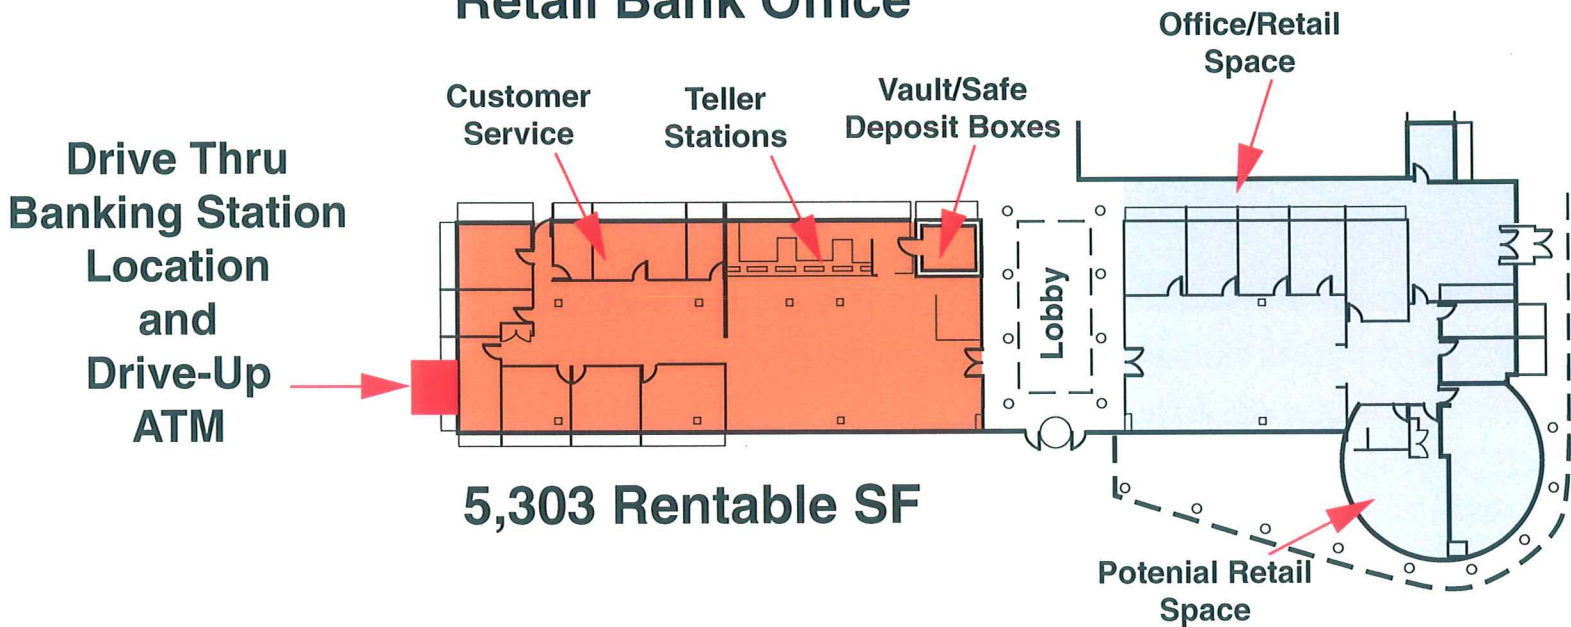 Retail Bank Office
Office/Retail
Space
Customer
Service
Teller
Stations
Vault/Safe
Deposit Boxes
Drive Thru
Banking Station
Location
and
Drive-Up
ATM
Lobby
5,303 Rentable SF
Potenial Retail
Space